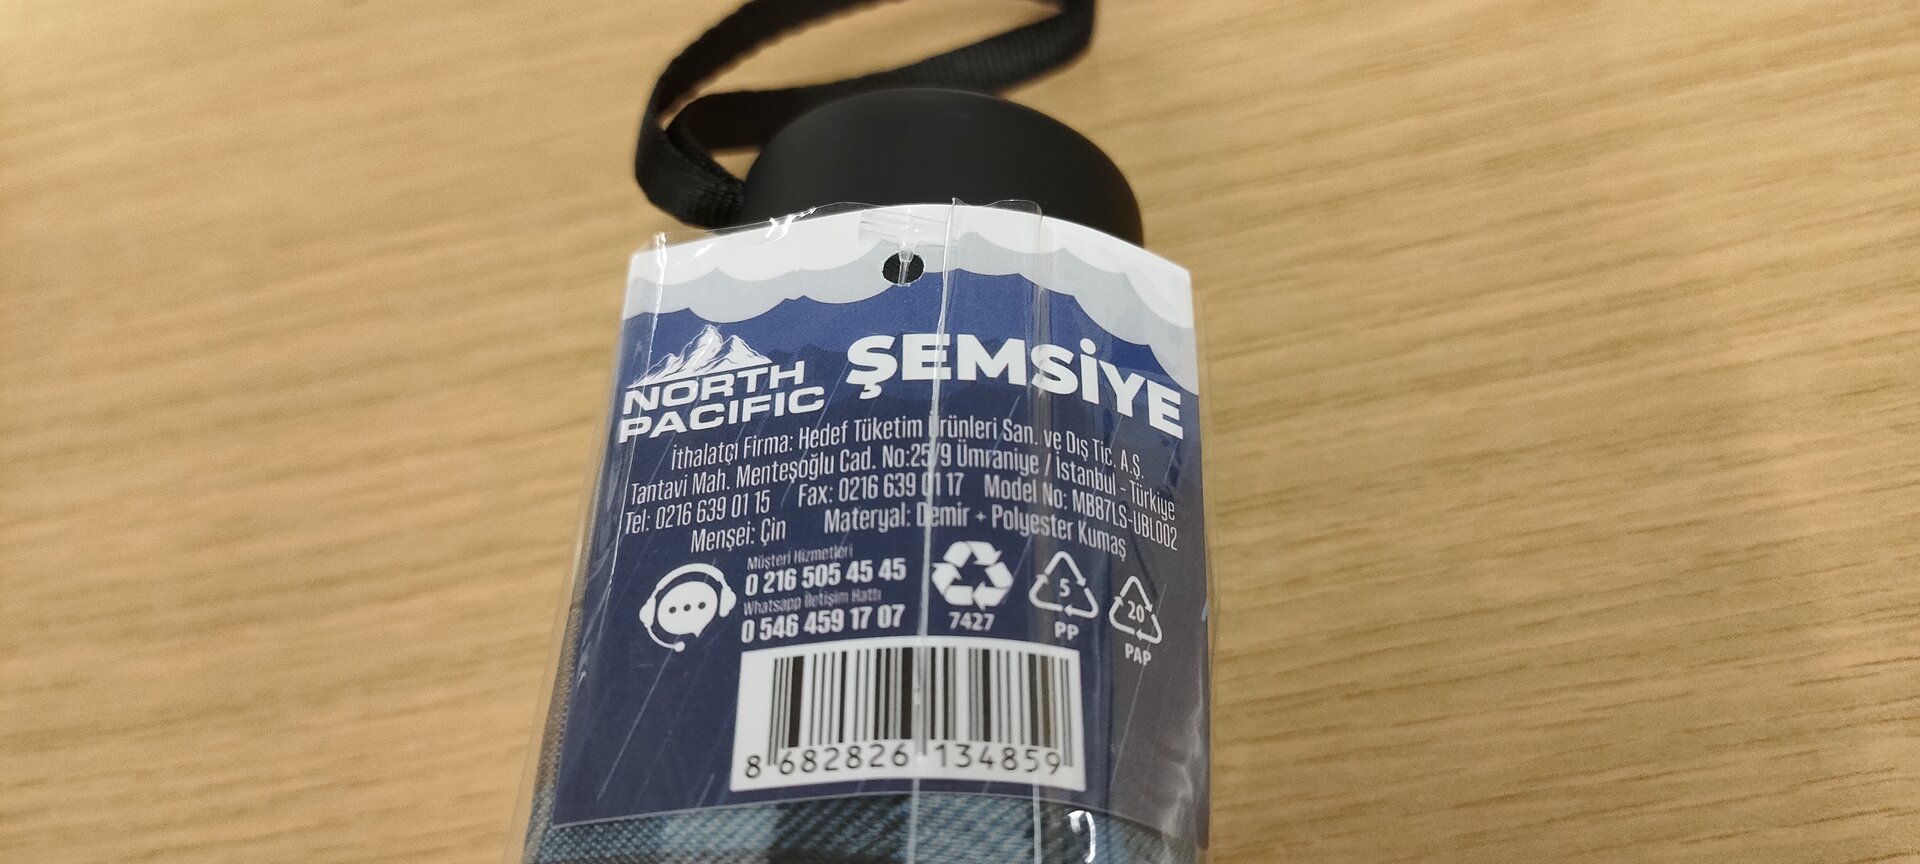 NORTH
PACIFIC
ŞEMSİYE
İthalatçı Firma: Hedef Tüketim Ürünleri San. ve Dış Tic. A.Ş.
Tantavi Mah. Menteşoğlu Cad. No:25/9 Ümraniye / İstanbul - Türkiye
Tel: 0216 639 01 15 Fax: 0216 639 01 17 Model No: MB87LS-UBL002
Menşei: Çin Materyal: Demir + Polyester Kumaş
Müşteri Hizmetleri
0 216 505 45 45
Whatsapp İletişim Hattı
0 546 459 17 07
7427
5
PP
20
PAP
8 682826 134859